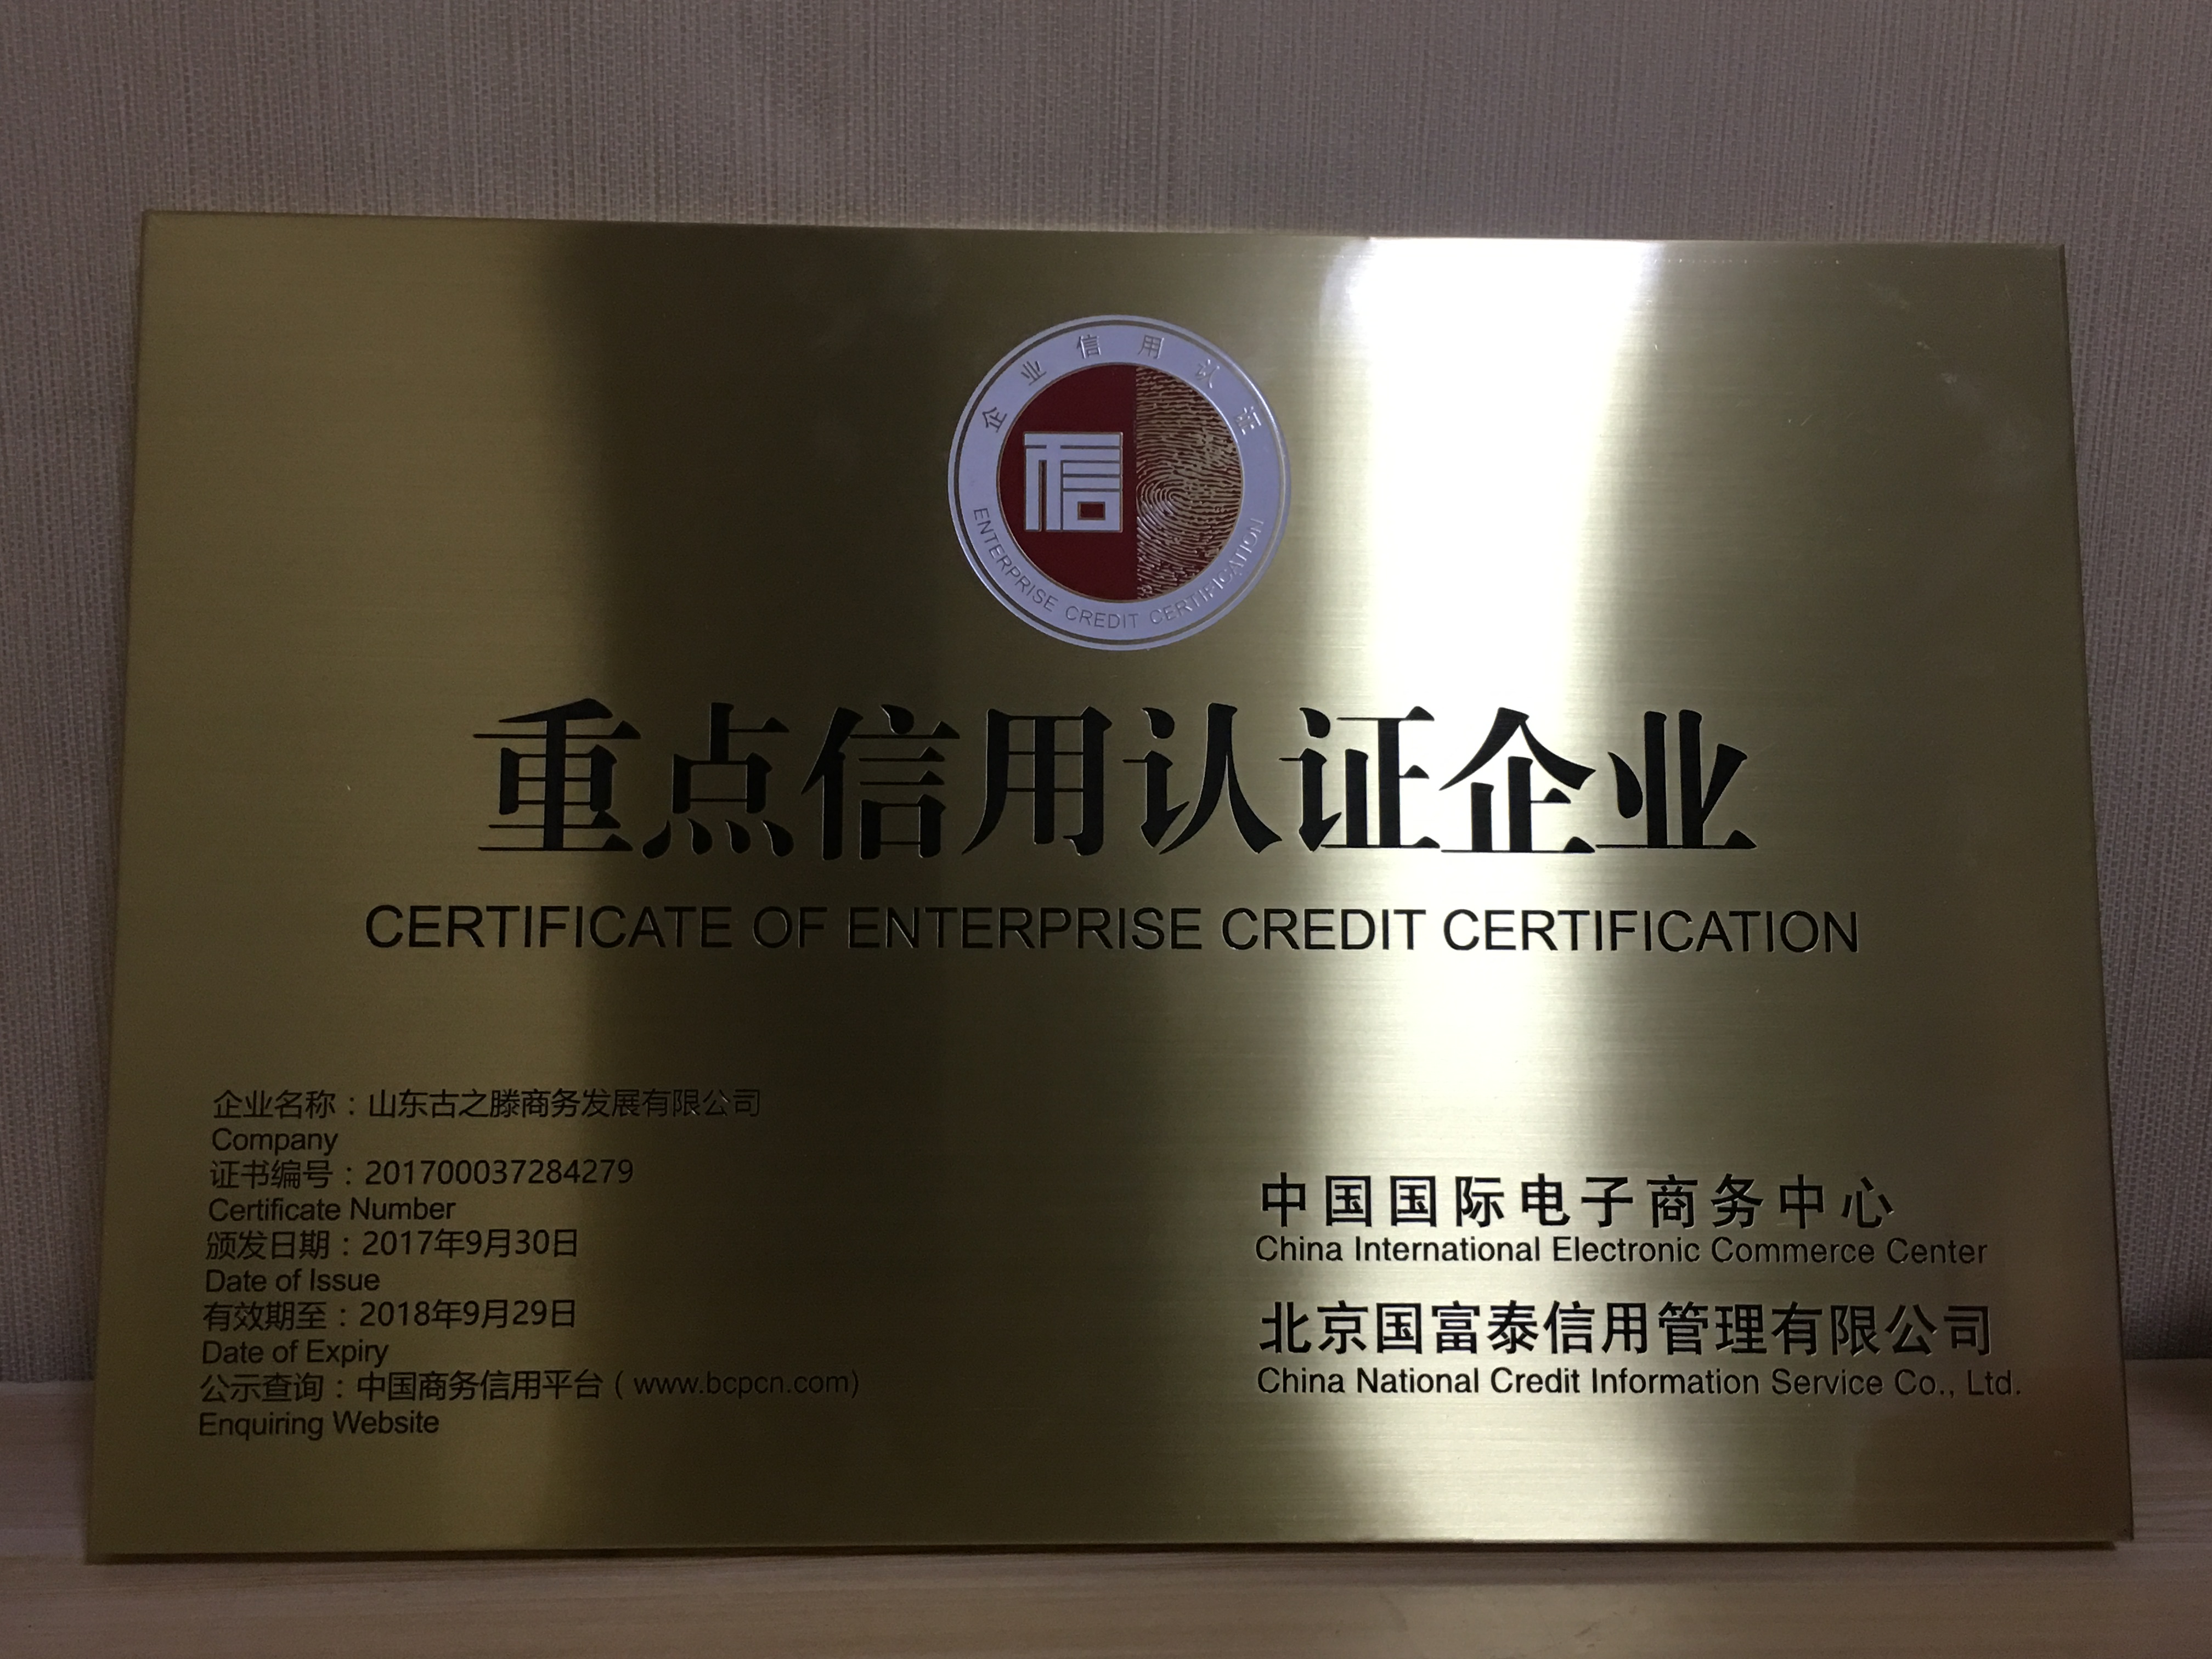 企业信用认证
信
ENTERPRISE CREDIT CERTIFICATION
重点信用认证企业
CERTIFICATE OF ENTERPRISE CREDIT CERTIFICATION
企业名称：山东古之滕商务发展有限公司
Company
证书编号：201700037284279
Certificate Number
颁发日期：2017年9月30日
Date of Issue
有效期至：2018年9月29日
Date of Expiry
公示查询：中国商务信用平台（www.bcpcn.com)
Enquiring Website
中国国际电子商务中心
China International Electronic Commerce Center
北京国富泰信用管理有限公司
China National Credit Information Service Co., Ltd.